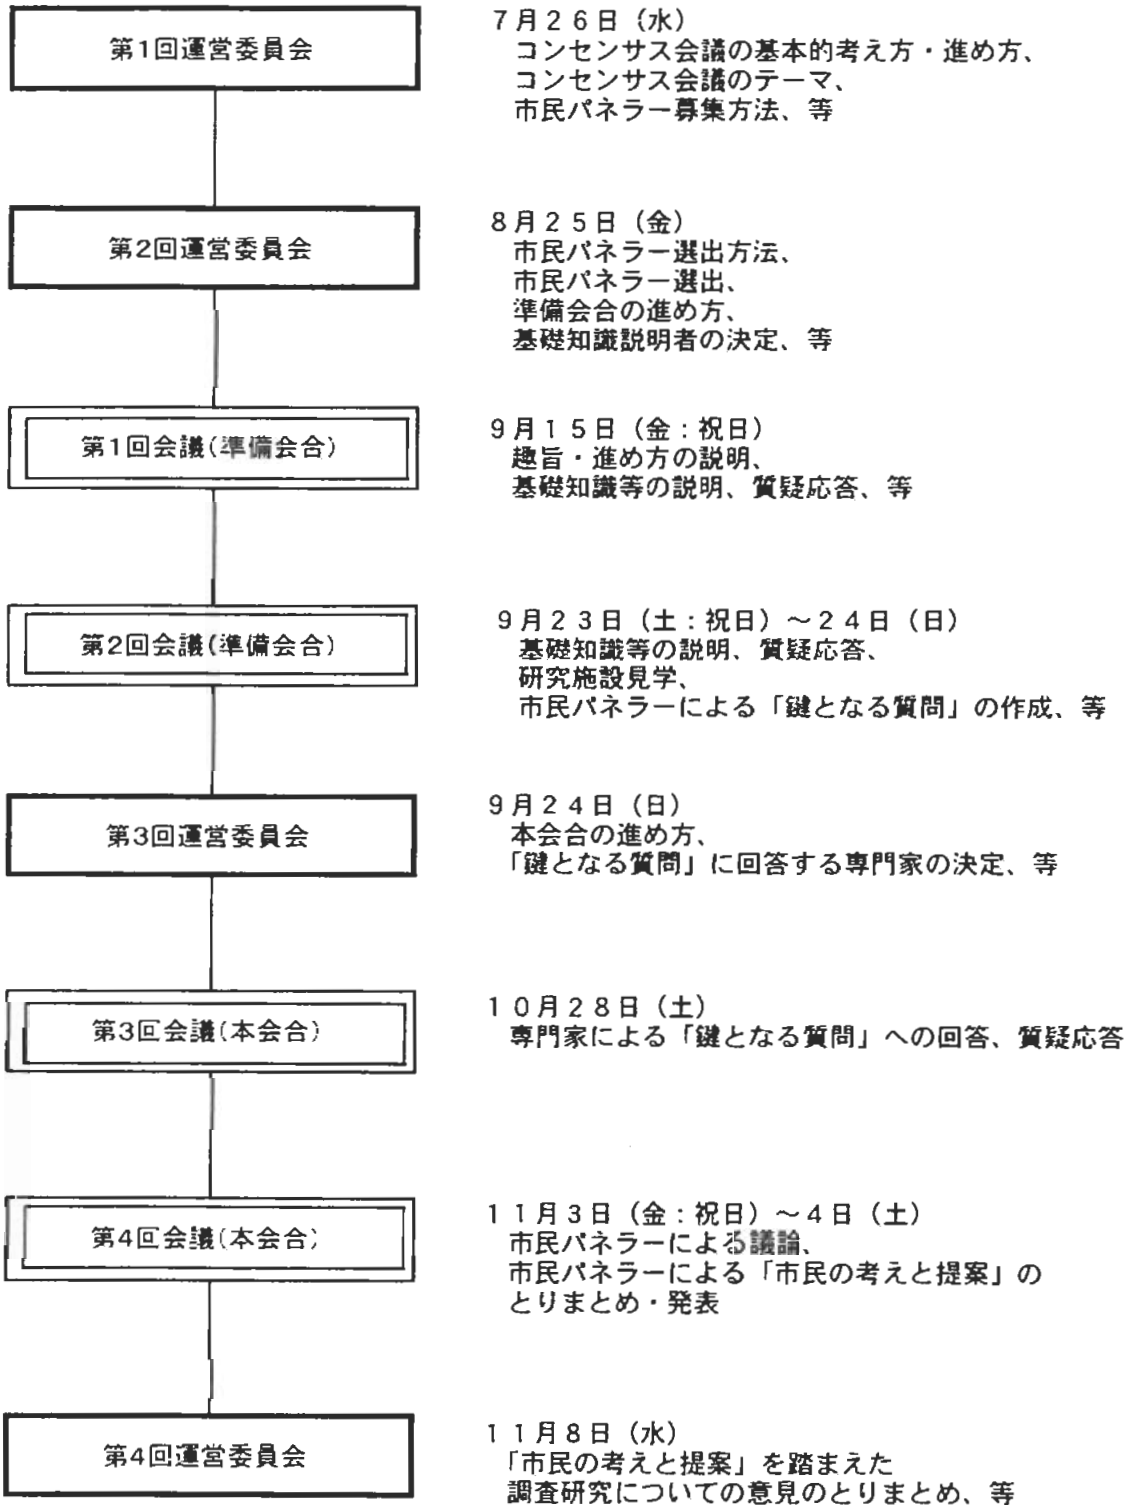 第1回運営委員会
7月26日（水）
コンセンサス会議の基本的考え方・進め方、
コンセンサス会議のテーマ、
市民パネラー募集方法、等
第2回運営委員会
8月25日（金）
市民パネラー選出方法、
市民パネラー選出、
準備会合の進め方、
基礎知識説明者の決定、等
第1回会議(準備会合)
9月15日（金：祝日）
趣旨・進め方の説明、
基礎知識等の説明、質疑応答、等
第2回会議(準備会合)
9月23日（土：祝日）～24日（日）
基礎知識等の説明、質疑応答、
研究施設見学、
市民パネラーによる「鍵となる質問」の作成、等
第3回運営委員会
9月24日（日）
本会合の進め方、
「鍵となる質問」に回答する専門家の決定、等
第3回会議(本会合)
10月28日（土）
専門家による「鍵となる質問」への回答、質疑応答
第4回会議(本会合)
11月3日（金：祝日）～4日（土）
市民パネラーによる議論、
市民パネラーによる「市民の考えと提案」の
とりまとめ・発表
第4回運営委員会
11月8日（水）
「市民の考えと提案」を踏まえた
調査研究についての意見のとりまとめ、等